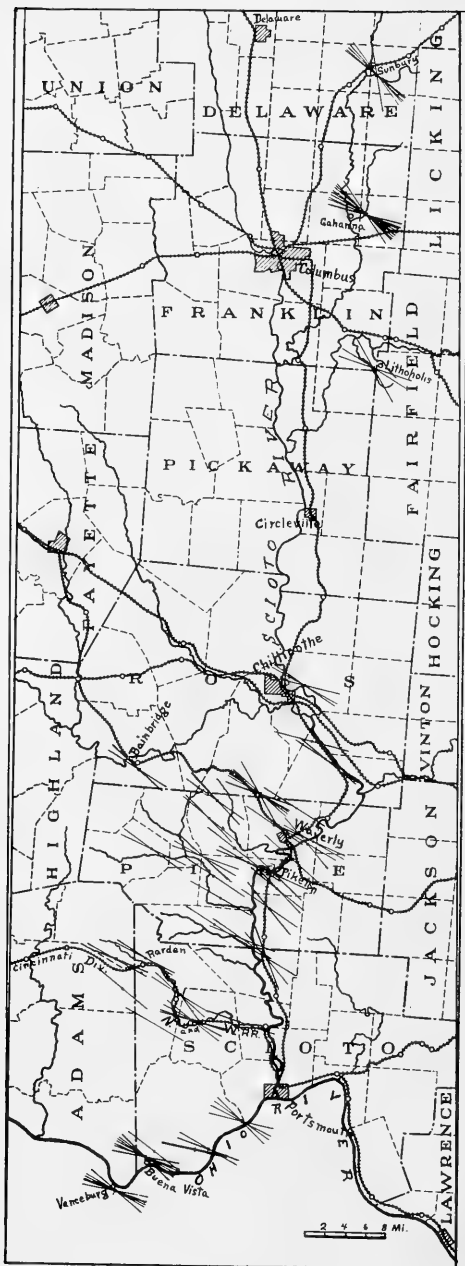 Delaware
Sunbury
UNION
DELAWARE
LICKING
Gahanna
Columbus
MADISON
FRANKLIN
FAIRFIELD
Lithopolis
PICKAWAY
SCIOTO RIVER
Circleville
FAYETTE
HOCKING
Chillicothe
ROSS
HIGHLAND
VINTON
Bainbridge
Waverly
PIKE
Piketon
JACKSON
Cincinnati
Rarden
ADAMS
N and W.RR.
SCIOTO
Portsmouth
OHIO RIVER
Buena Vista
Vanceburg
LAWRENCE
2 4 6 8 Mi.